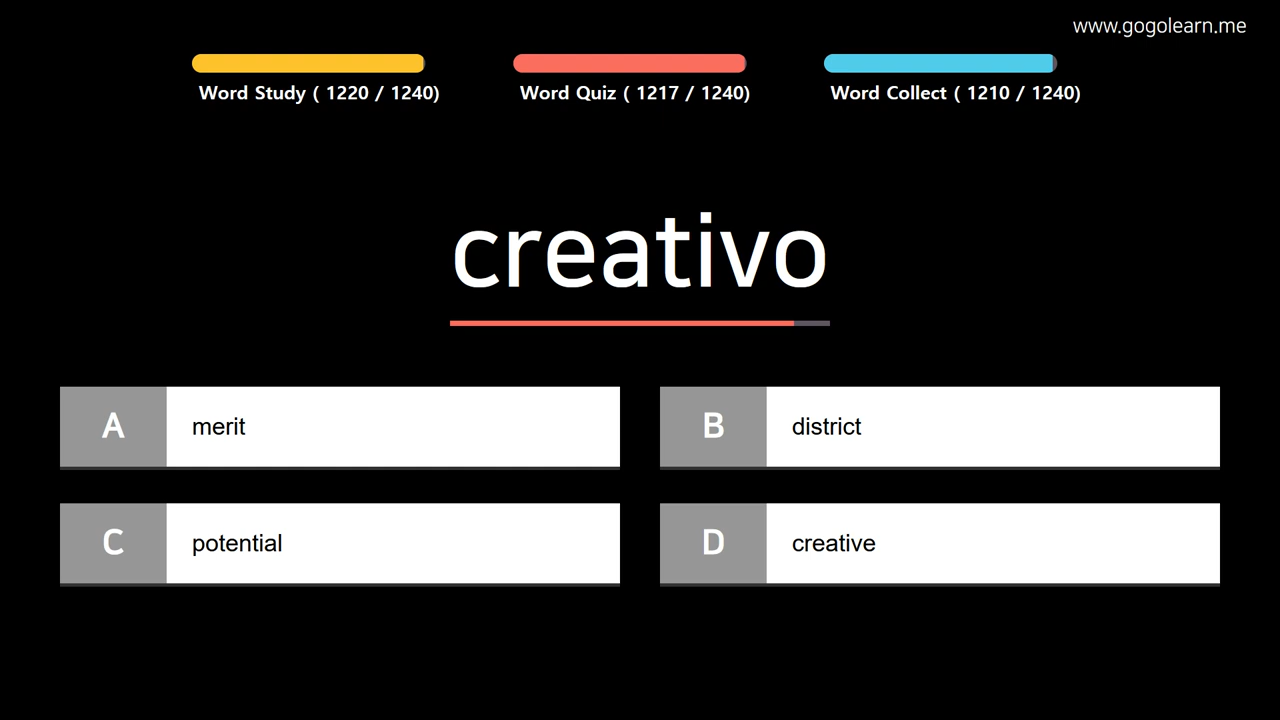 www.gogolearn.me
Word Study ( 1220 / 1240)
Word Quiz ( 1217 / 1240)
Word Collect ( 1210 / 1240)
creativo
A merit
B district
C potential
D creative